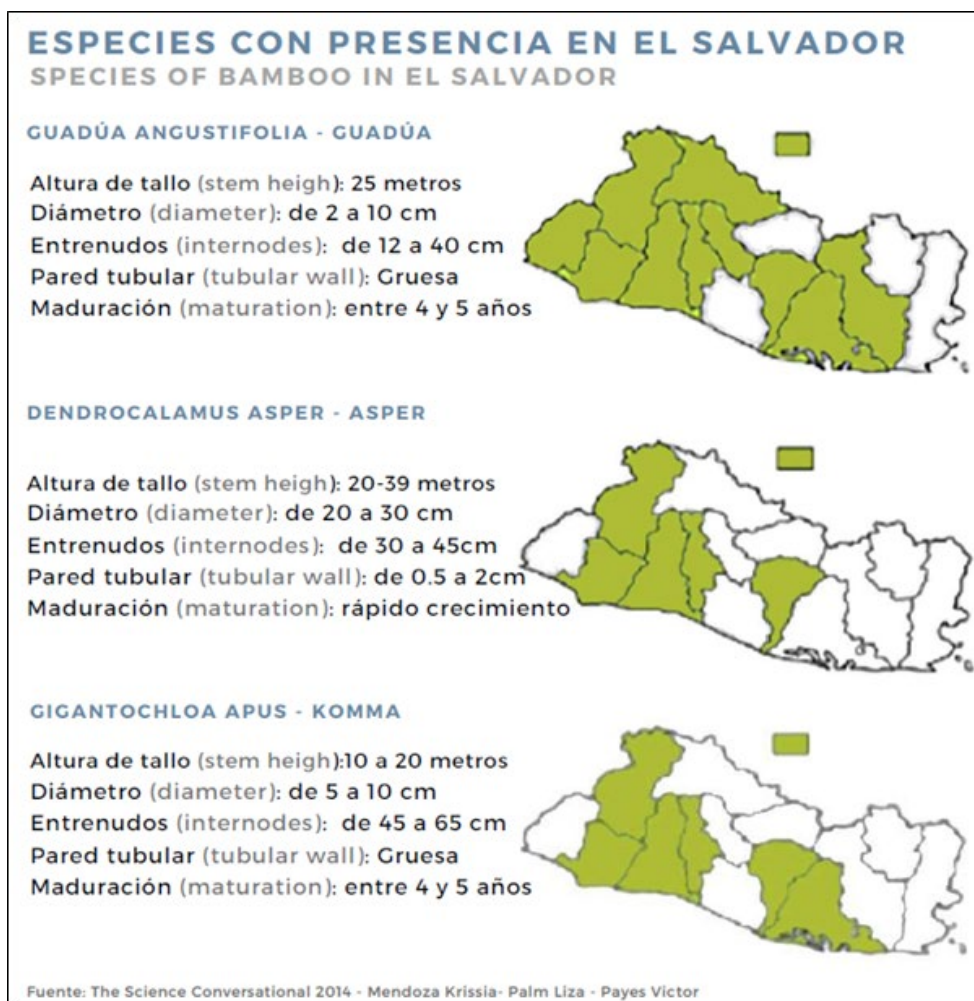 ESPECIES CON PRESENCIA EN EL SALVADOR
SPECIES OF BAMBOO IN EL SALVADOR
GUADÚA ANGUSTIFOLIA - GUADÚA
Altura de tallo (stem heigh): 25 metros
Diámetro (diameter): de 2 a 10 cm
Entrenudos (internodes): de 12 a 40 cm
Pared tubular (tubular wall): Gruesa
Maduración (maturation): entre 4 y 5 años
DENDROCALAMUS ASPER - ASPER
Altura de tallo (stem heigh): 20-39 metros
Diámetro (diameter): de 20 a 30 cm
Entrenudos (internodes): de 30 a 45cm
Pared tubular (tubular wall): de 0.5 a 2cm
Maduración (maturation): rápido crecimiento
GIGANTOCHLOA APUS - KOMMA
Altura de tallo (stem heigh):10 a 20 metros
Diámetro (diameter): de 5 a 10 cm
Entrenudos (internodes): de 45 a 65 cm
Pared tubular (tubular wall): Gruesa
Maduración (maturation): entre 4 y 5 años
Fuente: The Science Conversational 2014 - Mendoza Krissia- Palm Liza - Payes Victor